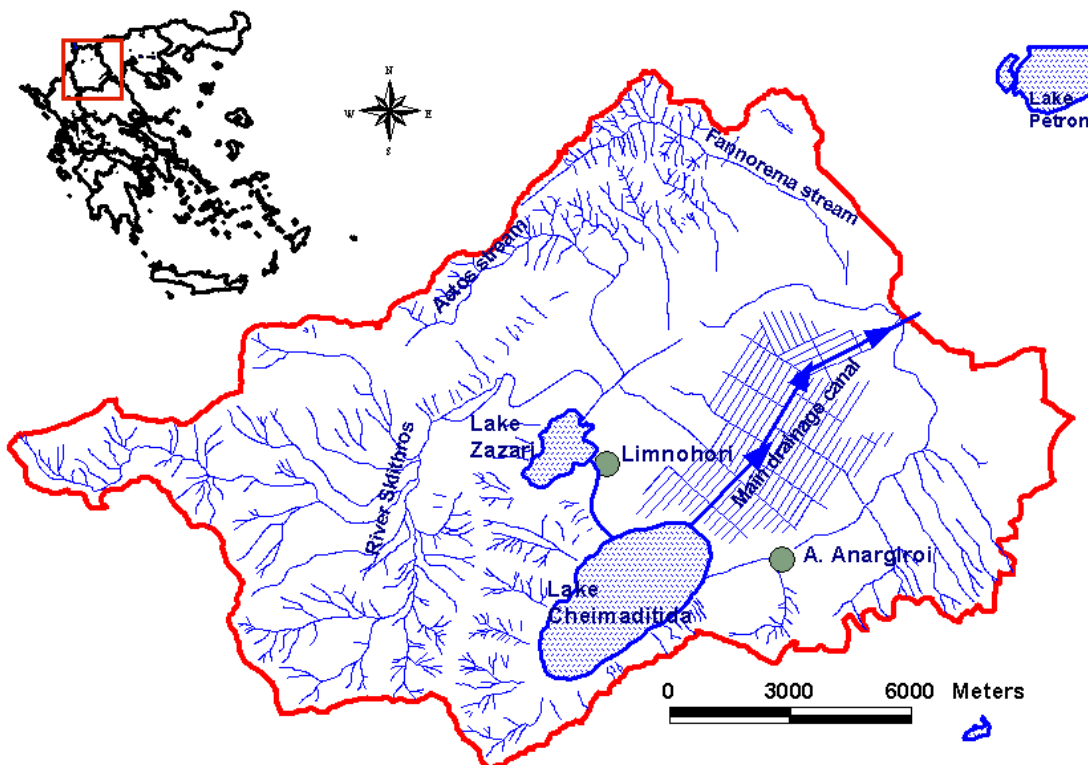 N
W E
S
Lake
Petron
Fannorema stream
Aetos stream
Lake
Zazari
Limnohori
River Sklithros
Main drainage canal
A. Anargiroi
Lake
Cheimaditida
0 3000 6000 Meters